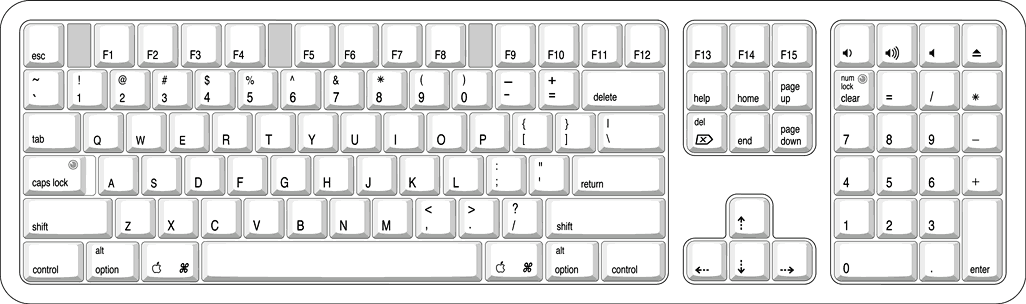 esc F1 F2 F3 F4 F5 F6 F7 F8 F9 F10 F11 F12 F13 F14 F15
~ ! @ # $ % ^ & * ( ) — +
` 1 2 3 4 5 6 7 8 9 0 - = delete
help home page up
num lock clear = / *
tab Q W E R T Y U I O P { [ } ] | \
del end page down
7 8 9 –
caps lock A S D F G H J K L : ; " ' return
4 5 6 +
shift Z X C V B N M < , > . ? / shift
1 2 3
control alt option ⌘ ⌘ alt option control
0 . enter